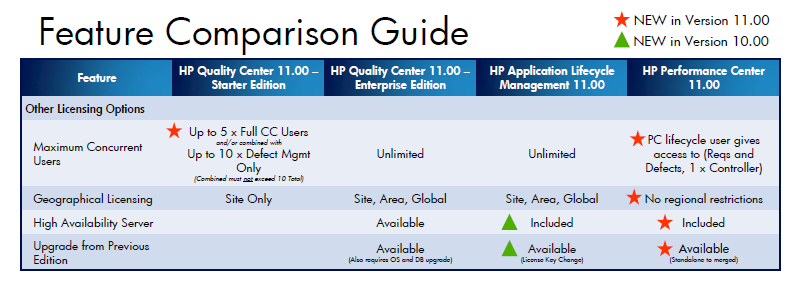 Feature Comparison Guide
NEW in Version 11.00
NEW in Version 10.00
Feature
HP Quality Center 11.00 –
Starter Edition
HP Quality Center 11.00 –
Enterprise Edition
HP Application Lifecycle
Management 11.00
HP Performance Center
11.00
Other Licensing Options
Maximum Concurrent
Users
Up to 5 x Full CC Users
and/or combined with
Up to 10 x Defect Mgmt
Only
(Combined must not exceed 10 Total)
Unlimited
Unlimited
PC lifecycle user gives
access to (Reqs and
Defects, 1 x Controller)
Geographical Licensing
Site Only
Site, Area, Global
Site, Area, Global
No regional restrictions
High Availability Server
Available
Included
Included
Upgrade from Previous
Edition
Available
(Also requires OS and DB upgrade)
Available
(License Key Change)
Available
(Standalone to merged)